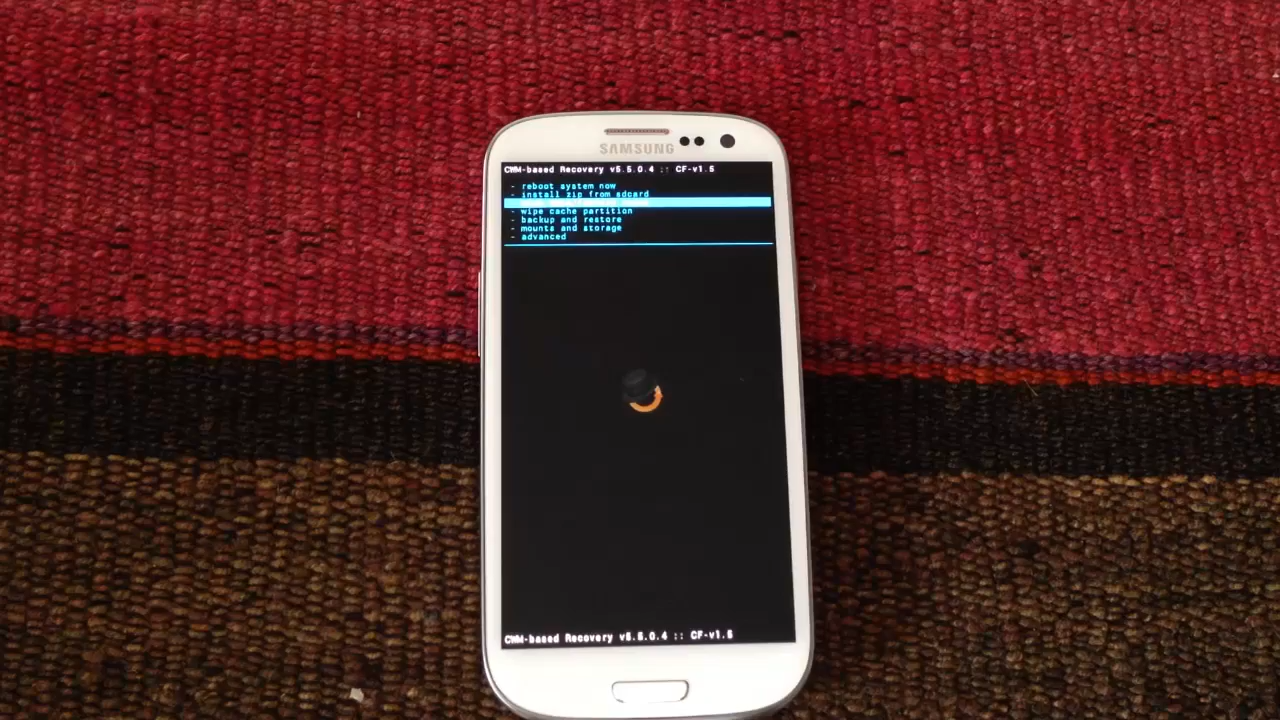 SAMSUNG
CWM-based Recovery v5.5.0.4 :: CF-v1.5
- reboot system now
- install zip from sdcard
- wipe cache partition
- backup and restore
- mounts and storage
- advanced
CWM-based Recovery v5.5.0.4 :: CF-v1.5